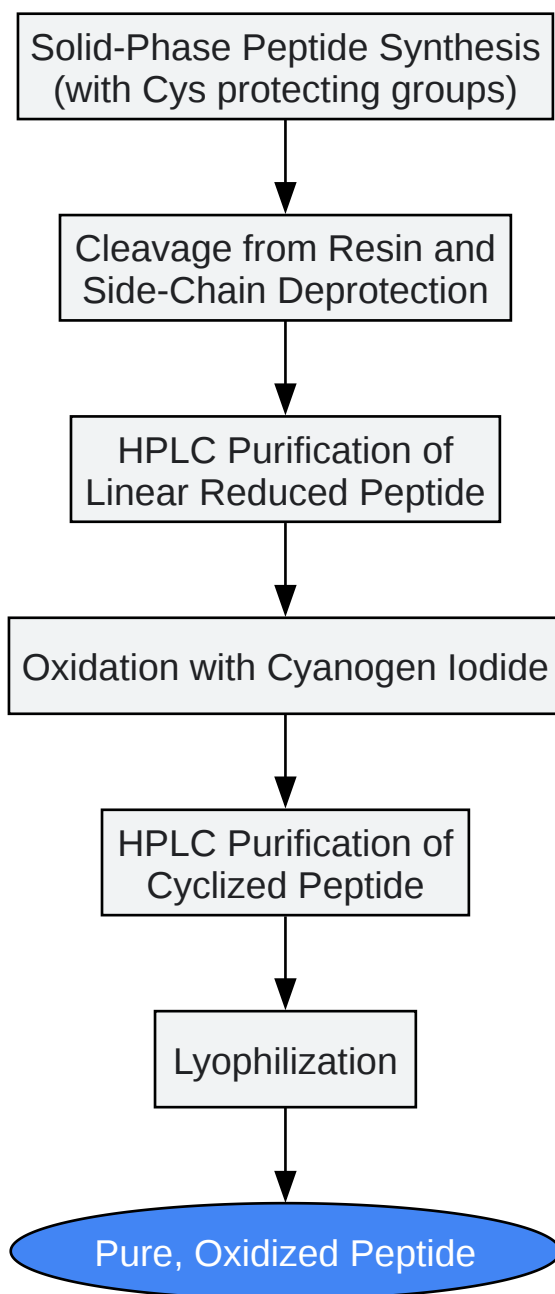 Solid-Phase Peptide Synthesis
(with Cys protecting groups)
Cleavage from Resin and
Side-Chain Deprotection
HPLC Purification of
Linear Reduced Peptide
Oxidation with Cyanogen Iodide
HPLC Purification of
Cyclized Peptide
Lyophilization
Pure, Oxidized Peptide